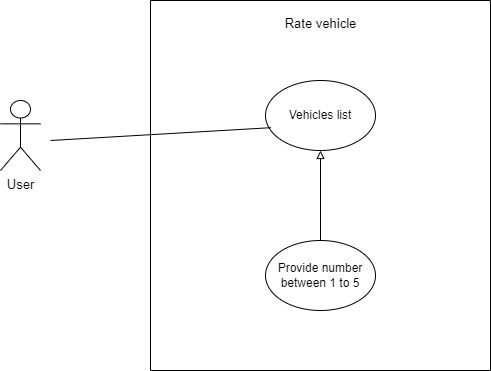 Rate vehicle
Vehicles list
User
Provide number
between 1 to 5